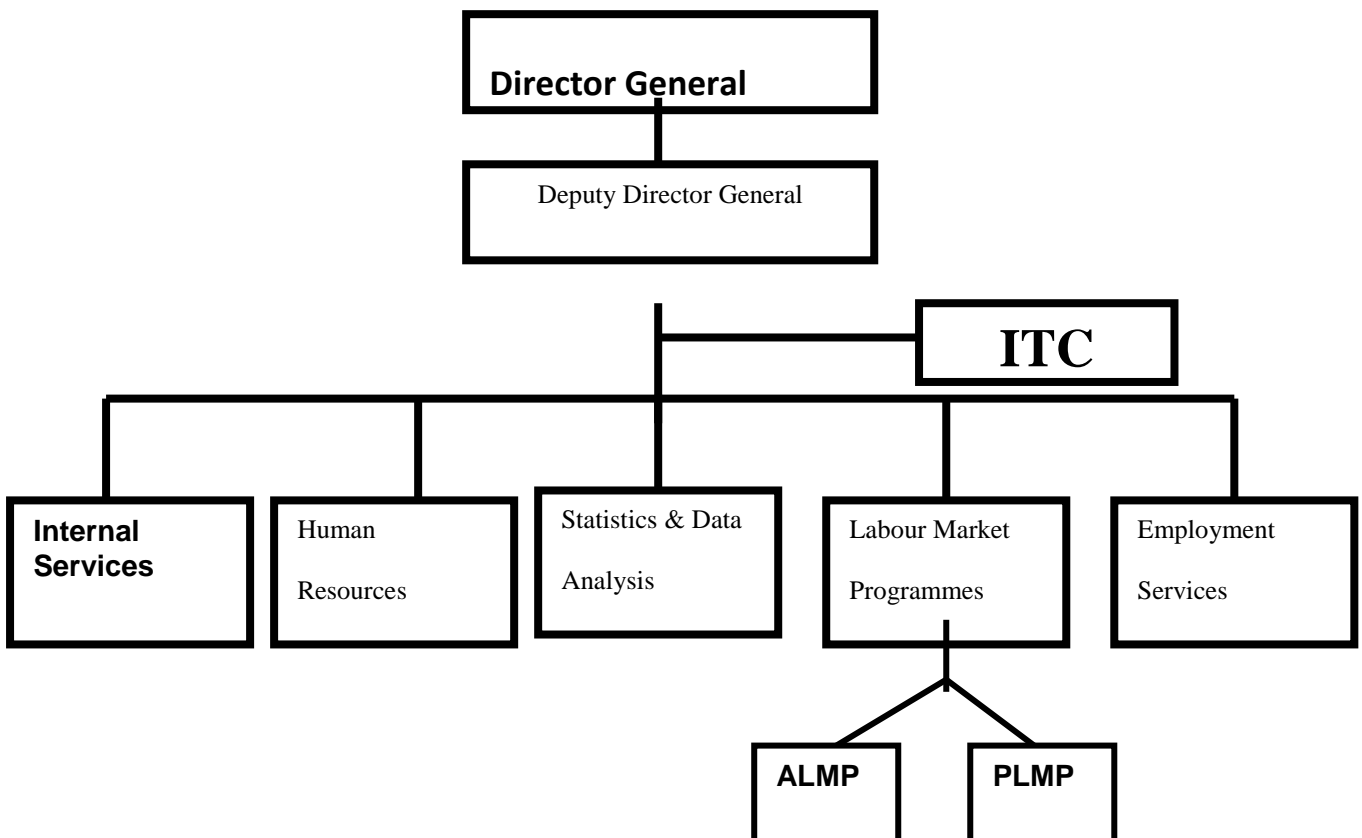 Director General
Deputy Director General
ITC
Internal
Services
Human
Resources
Statistics & Data
Analysis
Labour Market
Programmes
Employment
Services
ALMP
PLMP